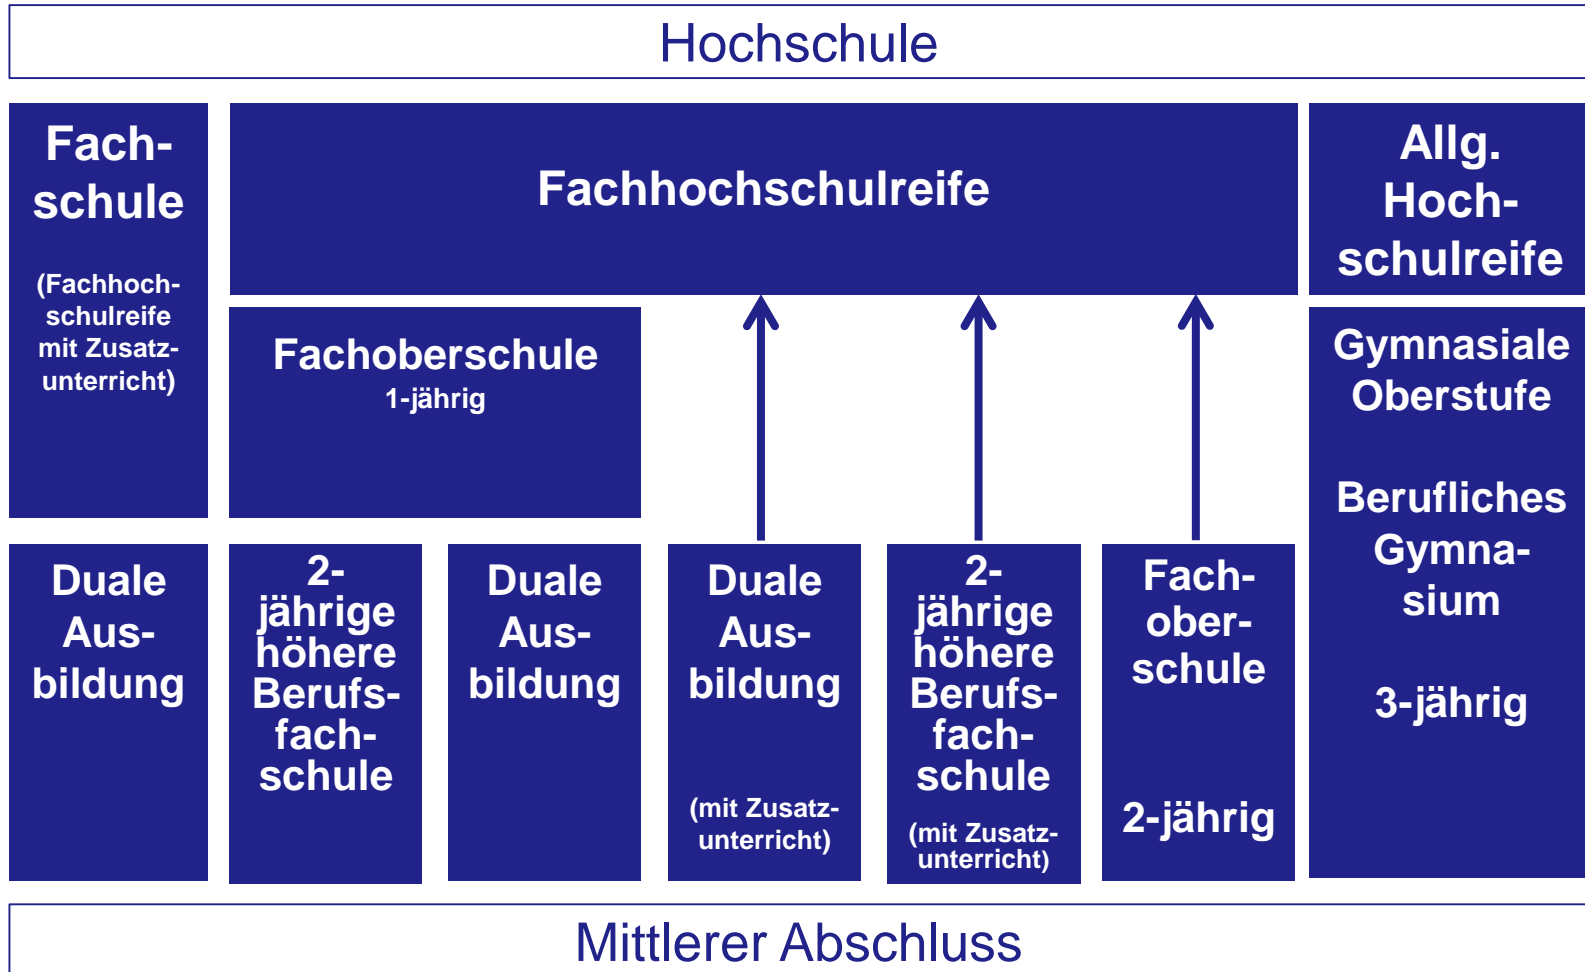 Hochschule
Fach-
schule
(Fachhoch-
schulreife
mit Zusatz-
unterricht)
Fachhochschulreife
Allg.
Hoch-
schulreife
Fachoberschule
1-jährig
Gymnasiale
Oberstufe
Berufliches
Gymna-
sium
3-jährig
Duale
Aus-
bildung
2-
jährige
höhere
Berufs-
fach-
schule
Duale
Aus-
bildung
Duale
Aus-
bildung
(mit Zusatz-
unterricht)
2-
jährige
höhere
Berufs-
fach-
schule
(mit Zusatz-
unterricht)
Fach-
ober-
schule
2-jährig
Mittlerer Abschluss